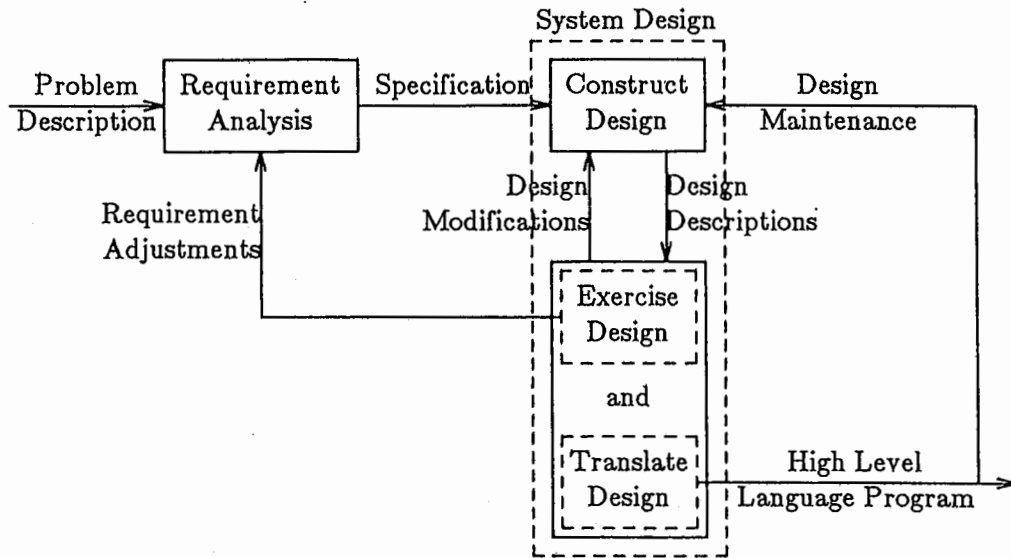 System Design
Problem
Description
Requirement
Analysis
Specification
Construct
Design
Design
Maintenance
Requirement
Adjustments
Design
Modifications
Design
Descriptions
Exercise
Design
and
Translate
Design
High Level
Language Program